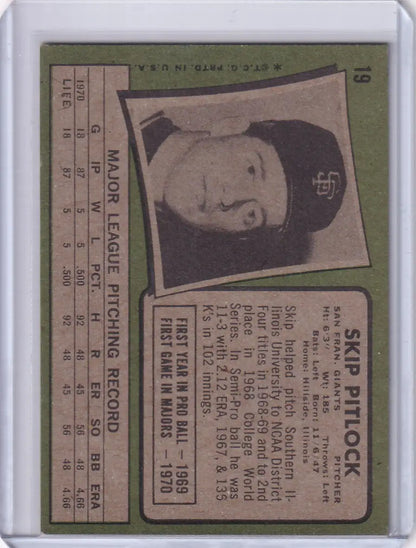 19
SKIP PITLOCK
SAN FRAN. GIANTS PITCHER
Ht: 6'3" Wt: 185 Throws: Left
Bats: Left Born: 11/6/47
Home: Hillside, Illinois
Skip helped pitch Southern Il-
linois University to NCAA District
Four titles in 1968-69 and to 2nd
place in 1968 College World
Series. In Semi-Pro ball he was
11-3 with 2.12 ERA, 1967, & 135
K's in 102 innings.
FIRST YEAR IN PRO BALL — 1969
FIRST GAME IN MAJORS — 1970
SF
MAJOR LEAGUE PITCHING RECORD
G IP W L PCT. H R ER SO BB ERA
1970 18 87 5 5 .500 92 48 45 56 48 4.66
LIFE 18 87 5 5 .500 92 48 45 56 48 4.66
*©T.C.G. PRTD. IN U.S.A.